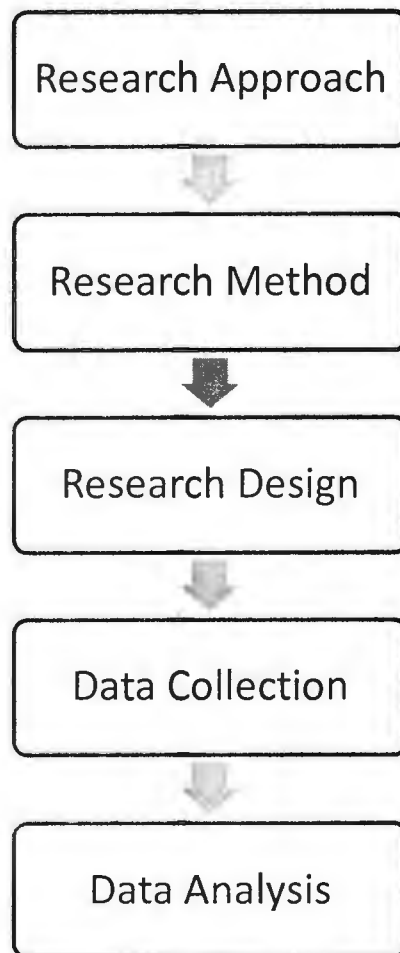 Research Approach
Research Method
Research Design
Data Collection
Data Analysis